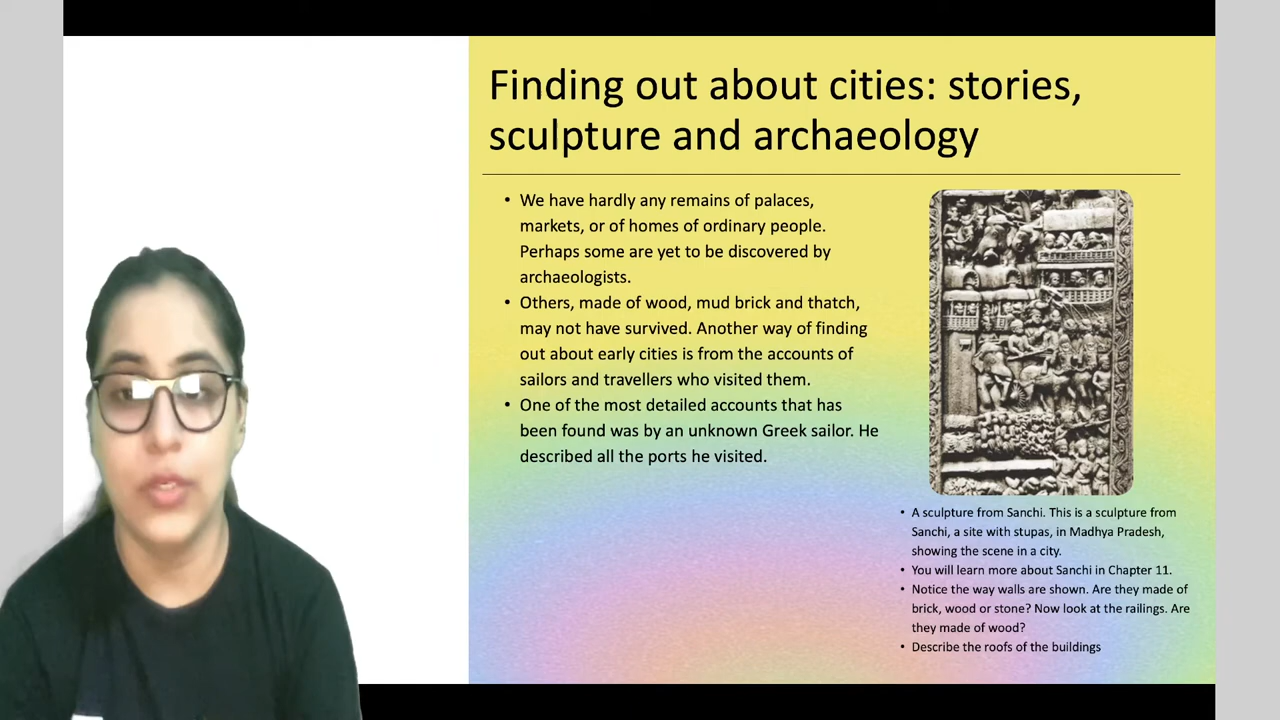 Finding out about cities: stories,
sculpture and archaeology
• We have hardly any remains of palaces,
markets, or of homes of ordinary people.
Perhaps some are yet to be discovered by
archaeologists.
• Others, made of wood, mud brick and thatch,
may not have survived. Another way of finding
out about early cities is from the accounts of
sailors and travellers who visited them.
• One of the most detailed accounts that has
been found was by an unknown Greek sailor. He
described all the ports he visited.
• A sculpture from Sanchi. This is a sculpture from
Sanchi, a site with stupas, in Madhya Pradesh,
showing the scene in a city.
• You will learn more about Sanchi in Chapter 11.
• Notice the way walls are shown. Are they made of
brick, wood or stone? Now look at the railings. Are
they made of wood?
• Describe the roofs of the buildings